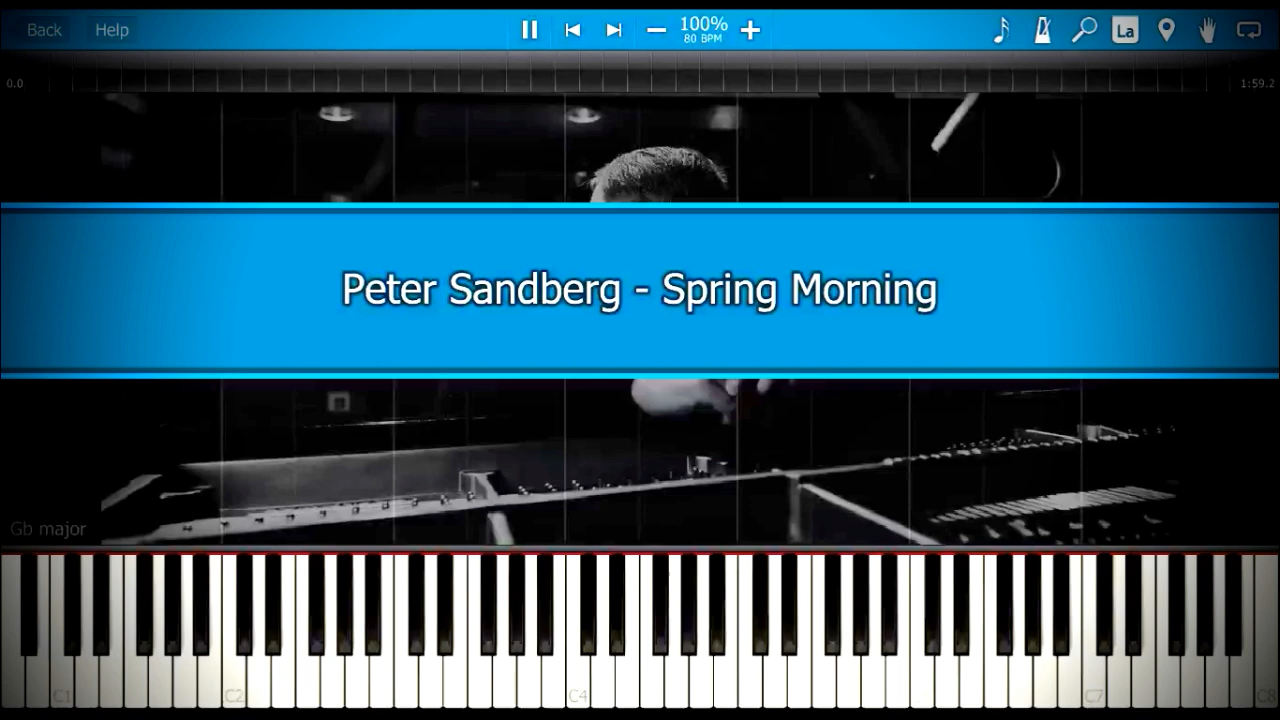 Back Help
100%
80 BPM
La
0.0
1:59.2
Peter Sandberg - Spring Morning
Gb major
C1 C2 C4 C7 C8